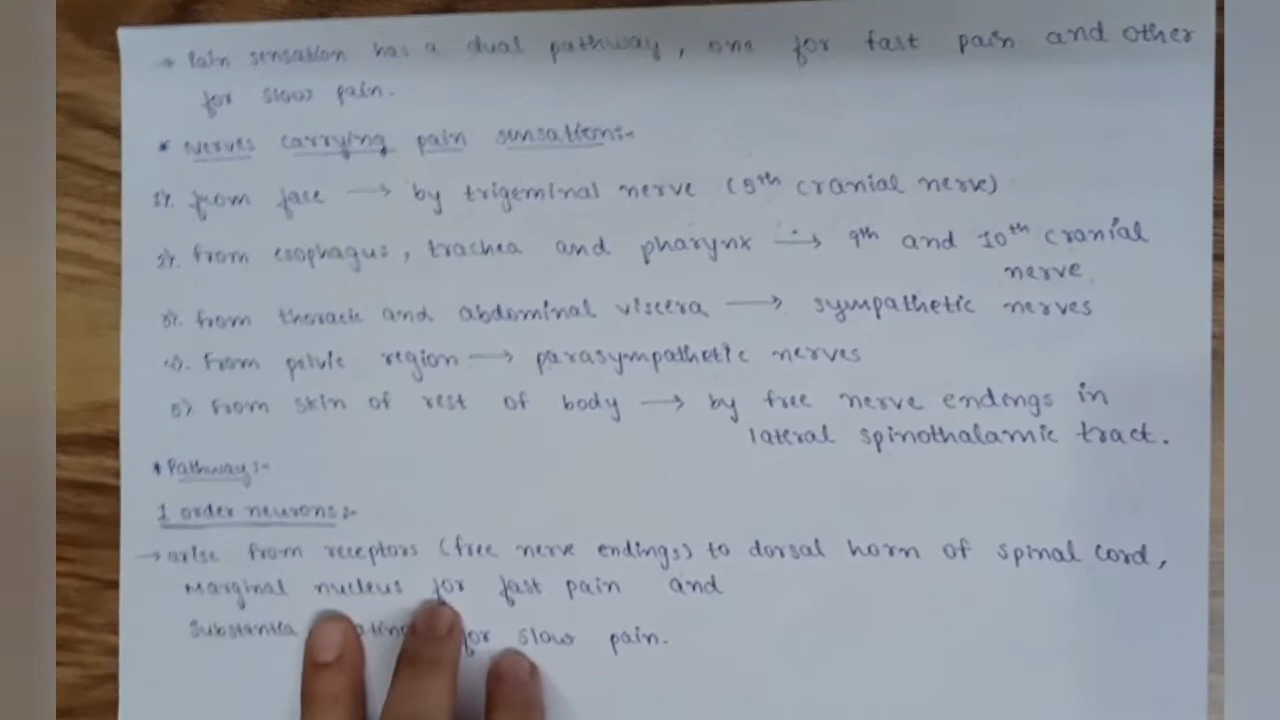 → Pain sensation has a dual pathway, one for fast pain and other
for slow pain.
* Nerves carrying pain sensation:-
1). from face → by trigeminal nerve (5th cranial nerve)
2). from esophagus, trachea and pharynx → 9th and 10th cranial
nerve.
3). from thoracic and abdominal viscera → sympathetic nerves
4). From pelvic region → parasympathetic nerves
5). From skin of rest of body → by free nerve endings in
lateral spinothalamic tract.
* Pathway:-
1 order neurons:-
→ arise from receptors (free nerve endings) to dorsal horn of spinal cord,
Marginal nucleus for fast pain and
Substantia for slow pain.